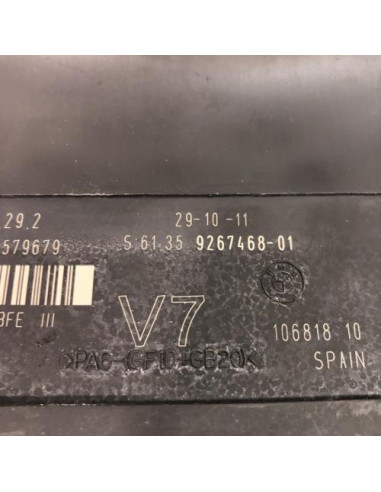 .29.2 29-10-11
579679 S 61.35 9267468-01
BFE III V7
106818 10
>PA6-(GF10+GB20)<
SPAIN